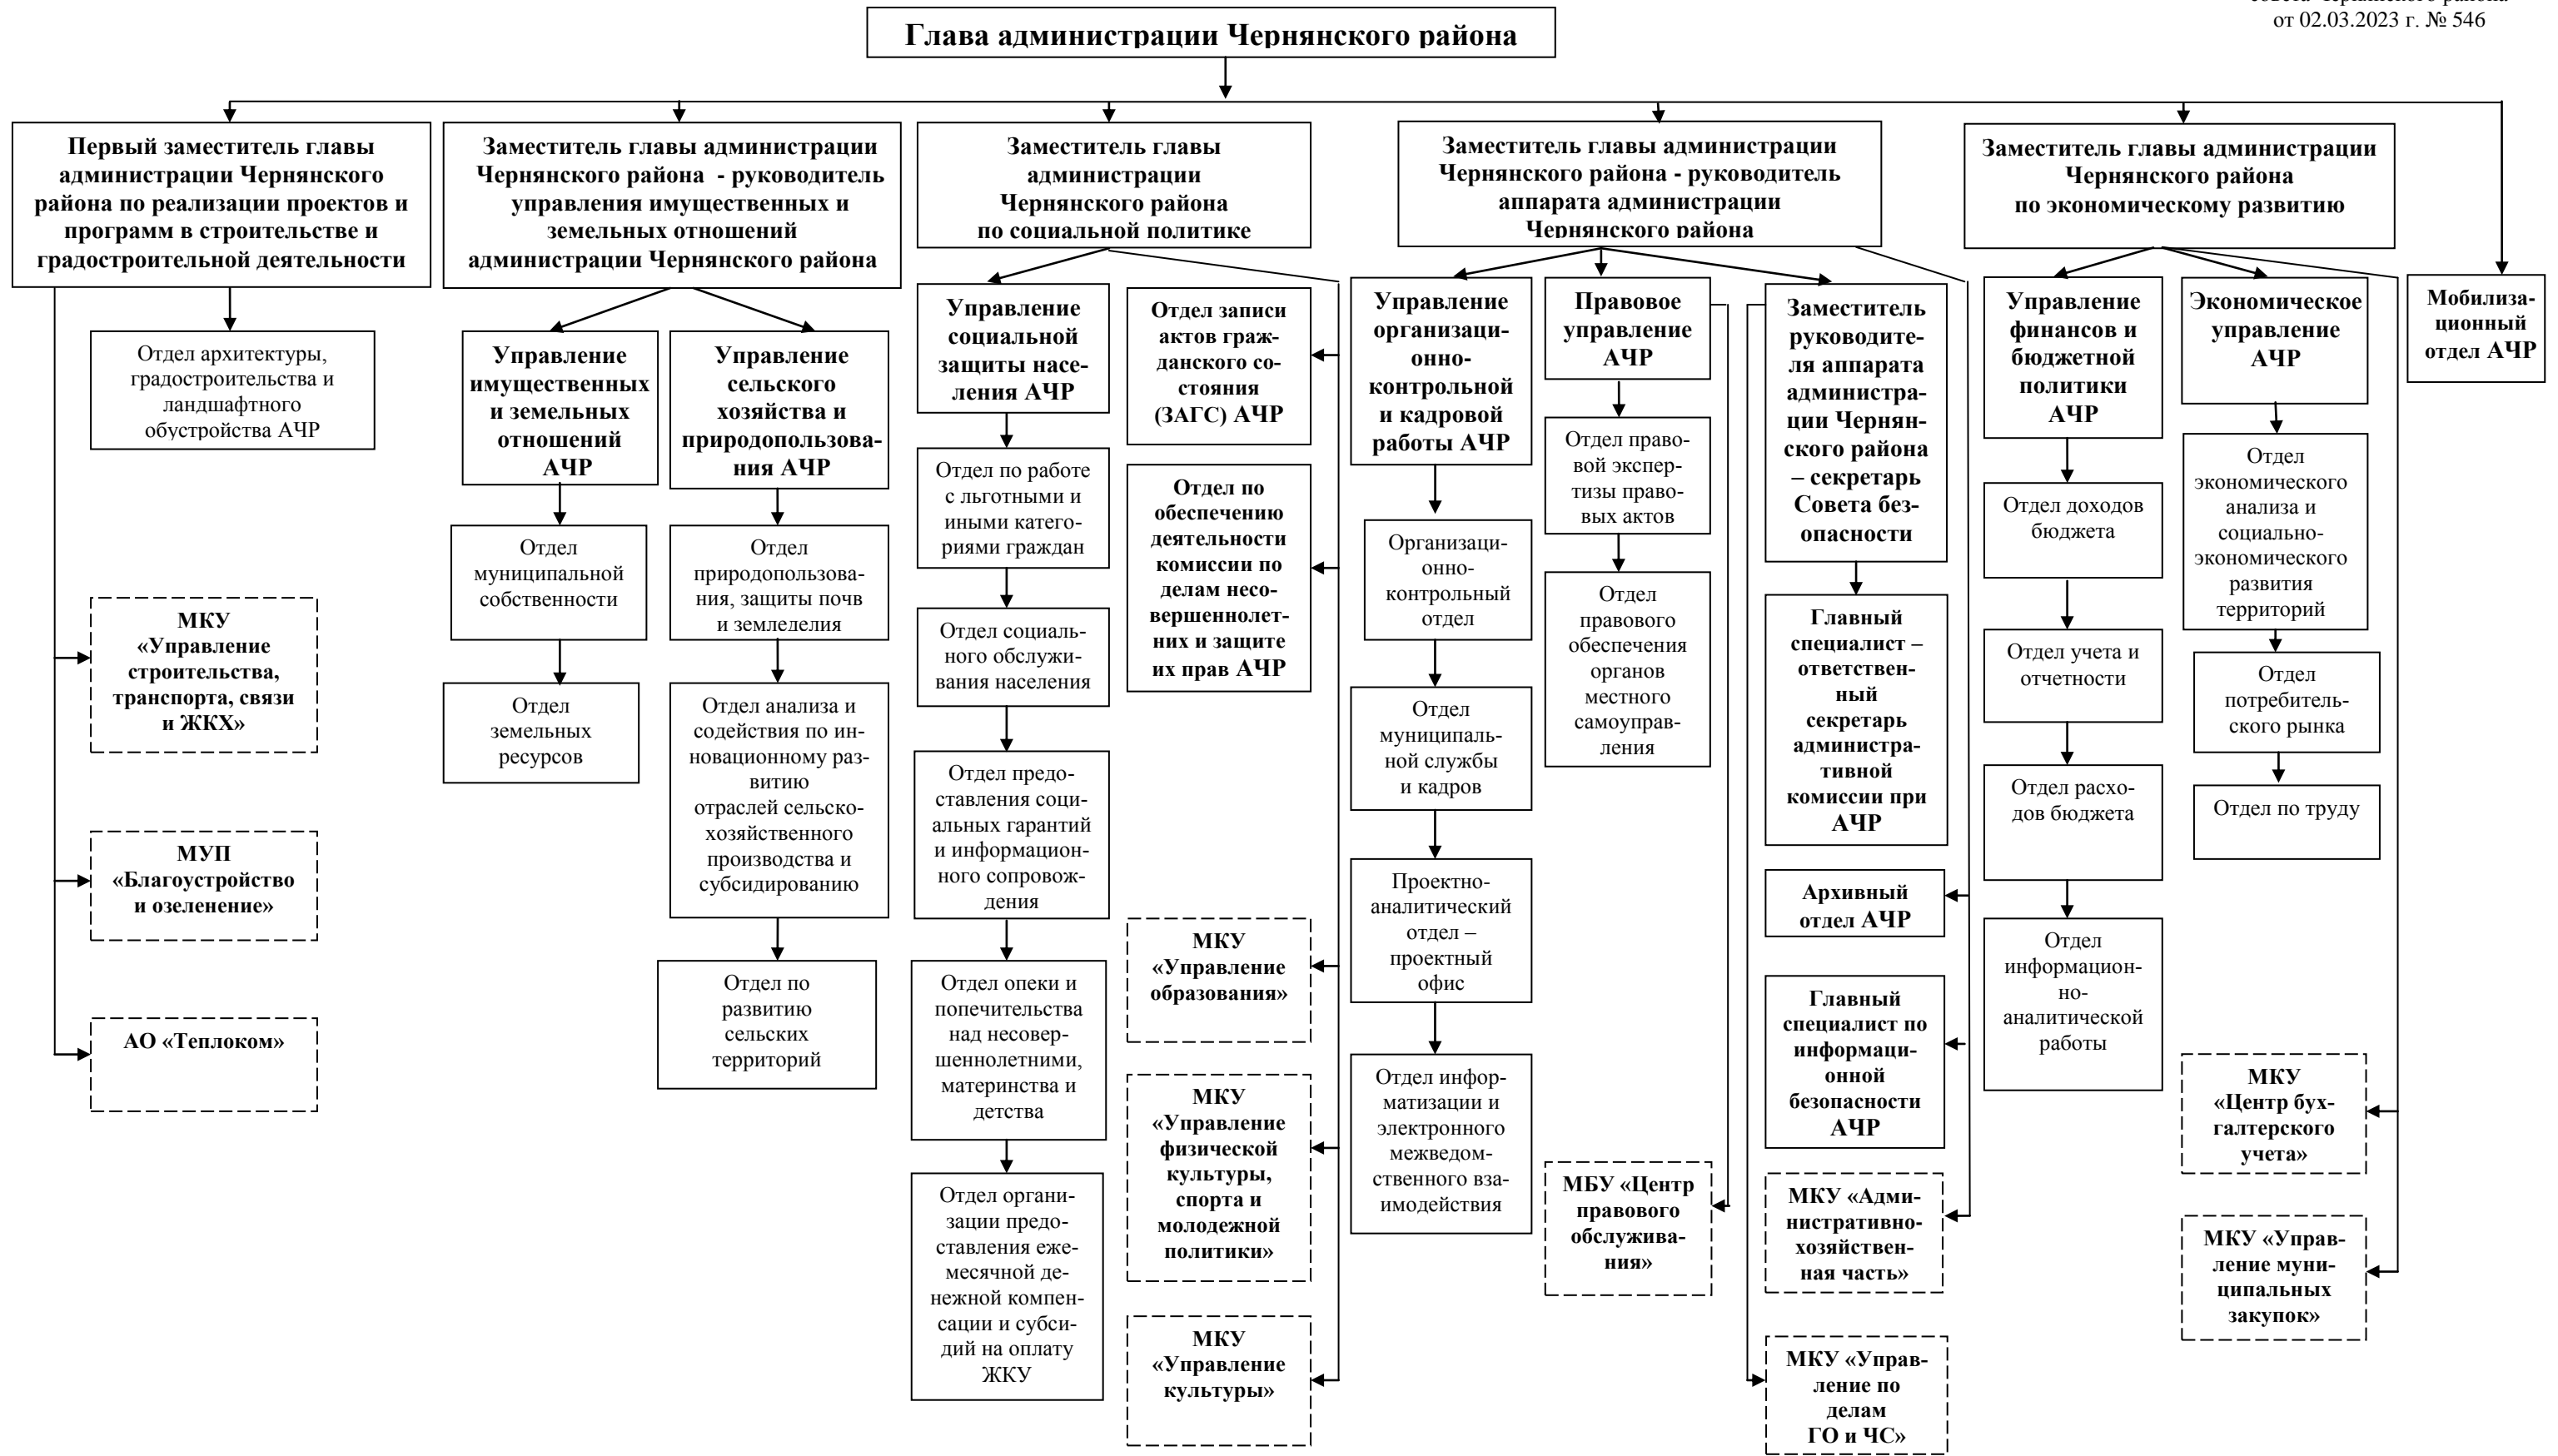 от 02.03.2023 г. № 546
Глава администрации Чернянского района
Первый заместитель главы
администрации Чернянского
района по реализации проектов и
программ в строительстве и
градостроительной деятельности
Заместитель главы администрации
Чернянского района - руководитель
управления имущественных и
земельных отношений
администрации Чернянского района
Заместитель главы
администрации
Чернянского района
по социальной политике
Заместитель главы администрации
Чернянского района - руководитель
аппарата администрации
Чернянского района
Заместитель главы администрации
Чернянского района
по экономическому развитию
Мобилиза-
ционный
отдел АЧР
Отдел архитектуры,
градостроительства и
ландшафтного
обустройства АЧР
МКУ
«Управление
строительства,
транспорта, связи
и ЖКХ»
МУП
«Благоустройство
и озеленение»
АО «Теплоком»
Управление
имущественных
и земельных
отношений
АЧР
Отдел
муниципальной
собственности
Отдел
земельных
ресурсов
Управление
сельского
хозяйства и
природопользова-
ния АЧР
Отдел
природопользова-
ния, защиты почв
и земледелия
Отдел анализа и
содействия по ин-
новационному раз-
витию
отраслей сельско-
хозяйственного
производства и
субсидированию
Отдел по
развитию
сельских
территорий
Управление
социальной
защиты насе-
ления АЧР
Отдел по работе
с льготными и
иными катего-
риями граждан
Отдел социаль-
ного обслужи-
вания населения
Отдел предо-
ставления соци-
альных гарантий
и информацион-
ного сопровож-
дения
Отдел опеки и
попечительства
над несовер-
шеннолетними,
материнства и
детства
Отдел органи-
зации предо-
ставления еже-
месячной де-
нежной компен-
сации и субси-
дий на оплату
ЖКУ
Отдел записи
актов граж-
данского со-
стояния
(ЗАГС) АЧР
Отдел по
обеспечению
деятельности
комиссии по
делам несо-
вершеннолет-
них и защите
их прав АЧР
МКУ
«Управление
образования»
МКУ
«Управление
физической
культуры,
спорта и
молодежной
политики»
МКУ
«Управление
культуры»
Управление
организаци-
онно-
контрольной
и кадровой
работы АЧР
Организаци-
онно-
контрольный
отдел
Отдел
муниципаль-
ной службы
и кадров
Проектно-
аналитический
отдел –
проектный
офис
Отдел инфор-
матизации и
электронного
межведом-
ственного вза-
имодействия
Правовое
управление
АЧР
Отдел право-
вой экспер-
тизы право-
вых актов
Отдел
правового
обеспечения
органов
местного
самоуправ-
ления
МБУ «Центр
правового
обслужива-
ния»
Заместитель
руководите-
ля аппарата
администра-
ции Чернян-
ского района
– секретарь
Совета без-
опасности
Главный
специалист –
ответствен-
ный
секретарь
администра-
тивной
комиссии при
АЧР
Архивный
отдел АЧР
Главный
специалист по
информаци-
онной
безопасности
АЧР
МКУ «Адми-
нистративно-
хозяйствен-
ная часть»
МКУ «Управ-
ление по
делам
ГО и ЧС»
Управление
финансов и
бюджетной
политики
АЧР
Отдел доходов
бюджета
Отдел учета и
отчетности
Отдел расхо-
дов бюджета
Отдел
информацион-
но-
аналитической
работы
Экономическое
управление
АЧР
Отдел
экономического
анализа и
социально-
экономического
развития
территорий
Отдел
потребитель-
ского рынка
Отдел по труду
МКУ
«Центр бух-
галтерского
учета»
МКУ «Управ-
ление муни-
ципальных
закупок»